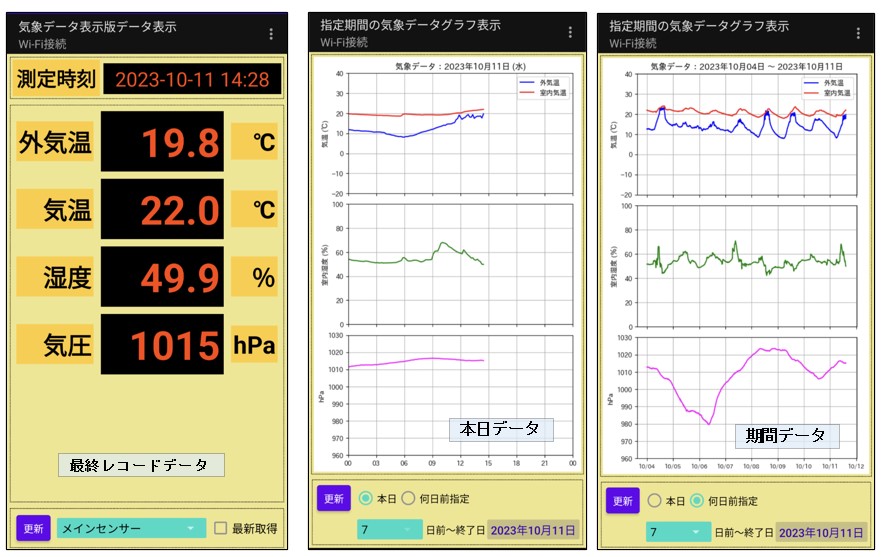 気象データ表示版データ表示
Wi-Fi接続
測定時刻 2023-10-11 14:28
外気温 19.8 ℃
気温 22.0 ℃
湿度 49.9 %
気圧 1015 hPa
最終レコードデータ
更新 メインセンサー 最新取得
指定期間の気象データグラフ表示
Wi-Fi接続
気象データ：2023年10月11日 (水)
外気温
室内気温
気温 (℃)
40
30
20
10
0
−10
−20
室内湿度 (%)
100
80
60
40
20
0
hPa
1030
1020
1010
1000
990
980
970
960
本日データ
00 03 06 09 12 15 18 21 00
更新 本日 何日前指定
7 日前～終了日 2023年10月11日
指定期間の気象データグラフ表示
Wi-Fi接続
気象データ：2023年10月04日 ～ 2023年10月11日
外気温
室内気温
気温 (℃)
40
30
20
10
0
−10
−20
室内湿度 (%)
100
80
60
40
20
0
hPa
1030
1020
1010
1000
990
980
970
960
期間データ
10/04 10/05 10/06 10/07 10/08 10/09 10/10 10/11 10/12
更新 本日 何日前指定
7 日前～終了日 2023年10月11日